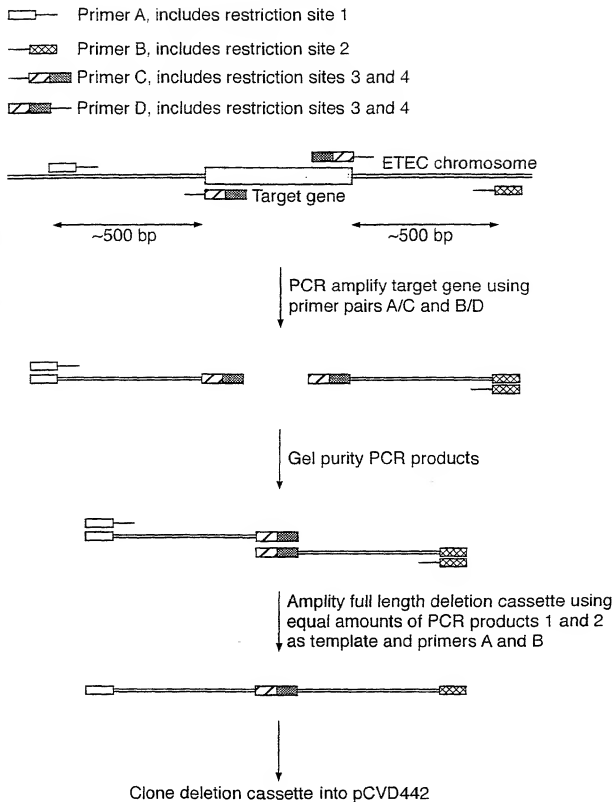 Primer A, includes restriction site 1
Primer B, includes restriction site 2
Primer C, includes restriction sites 3 and 4
Primer D, includes restriction sites 3 and 4
ETEC chromosome
Target gene
~500 bp
~500 bp
PCR amplify target gene using
primer pairs A/C and B/D
Gel purity PCR products
Amplity full length deletion cassette using
equal amounts of PCR products 1 and 2
as template and primers A and B
Clone deletion cassette into pCVD442